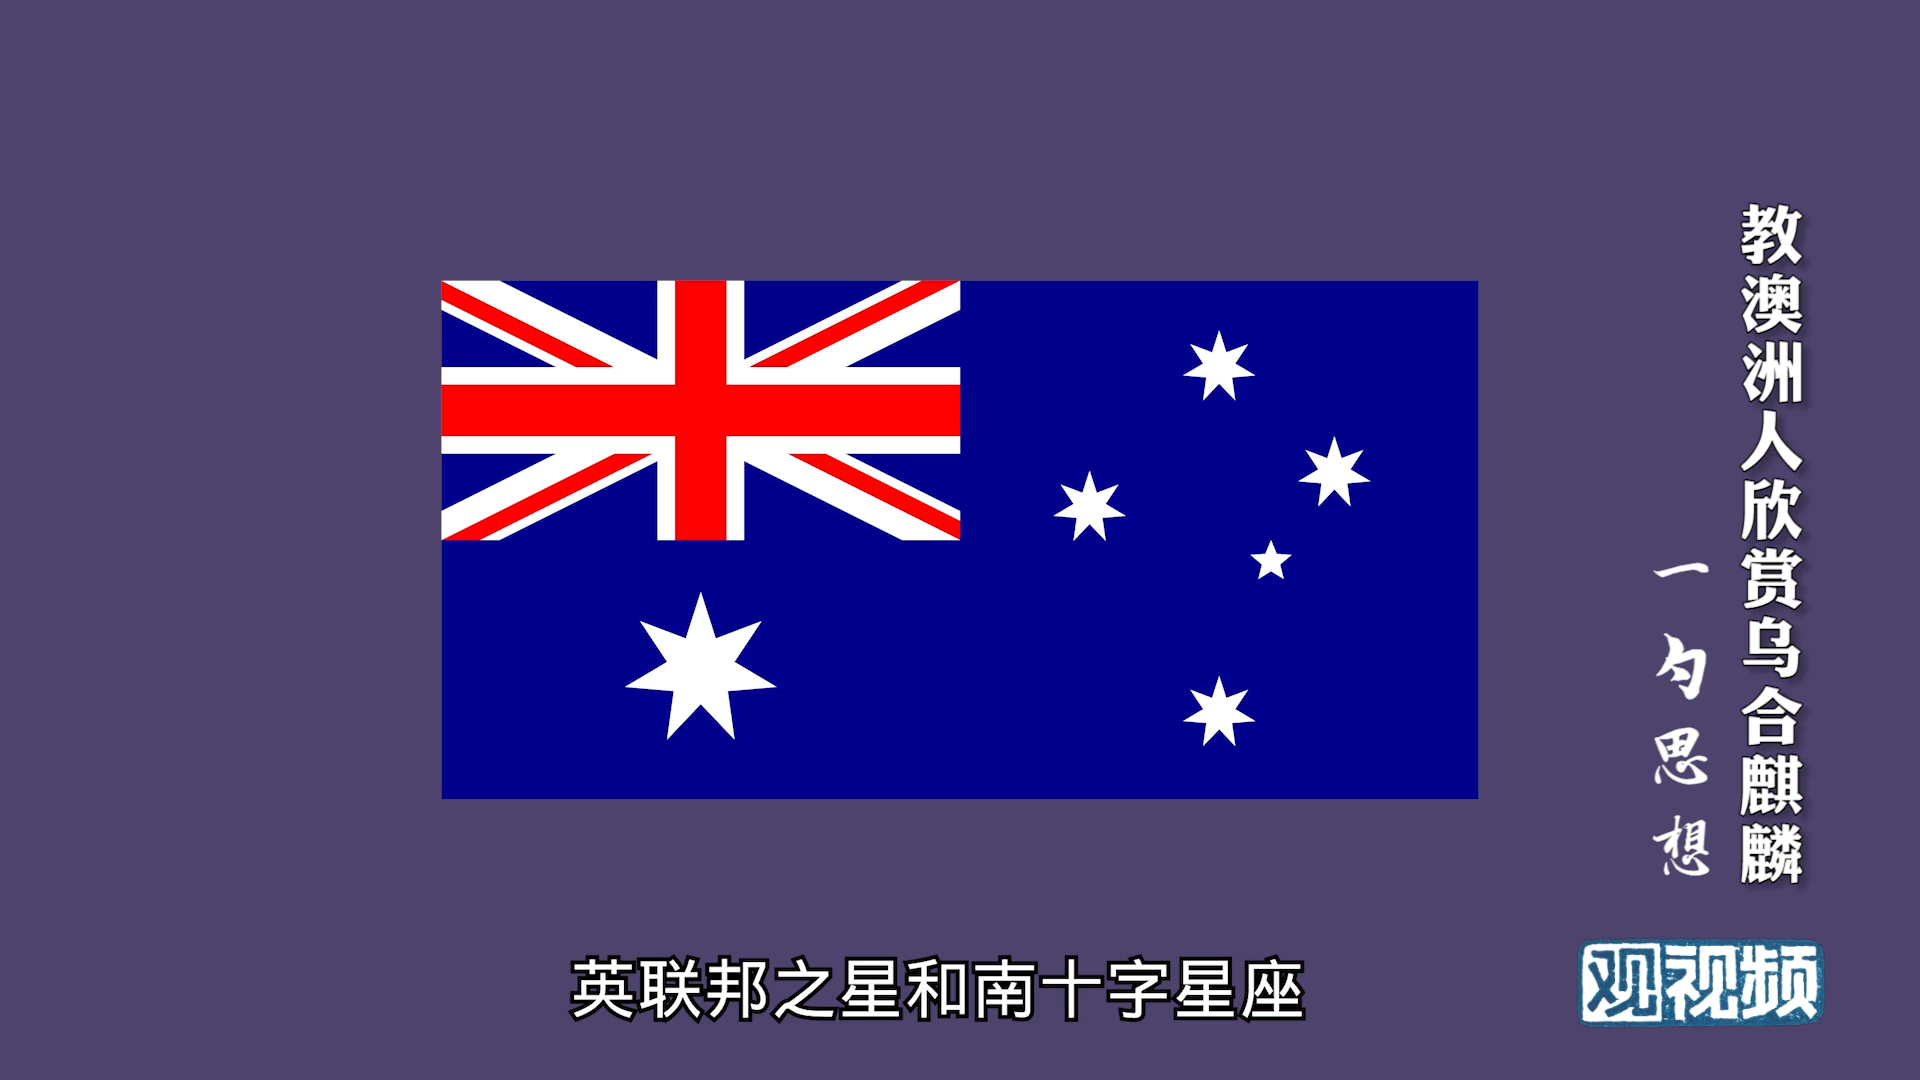 教澳洲人欣赏乌合麒麟
一勺思想
英联邦之星和南十字星座
观视频